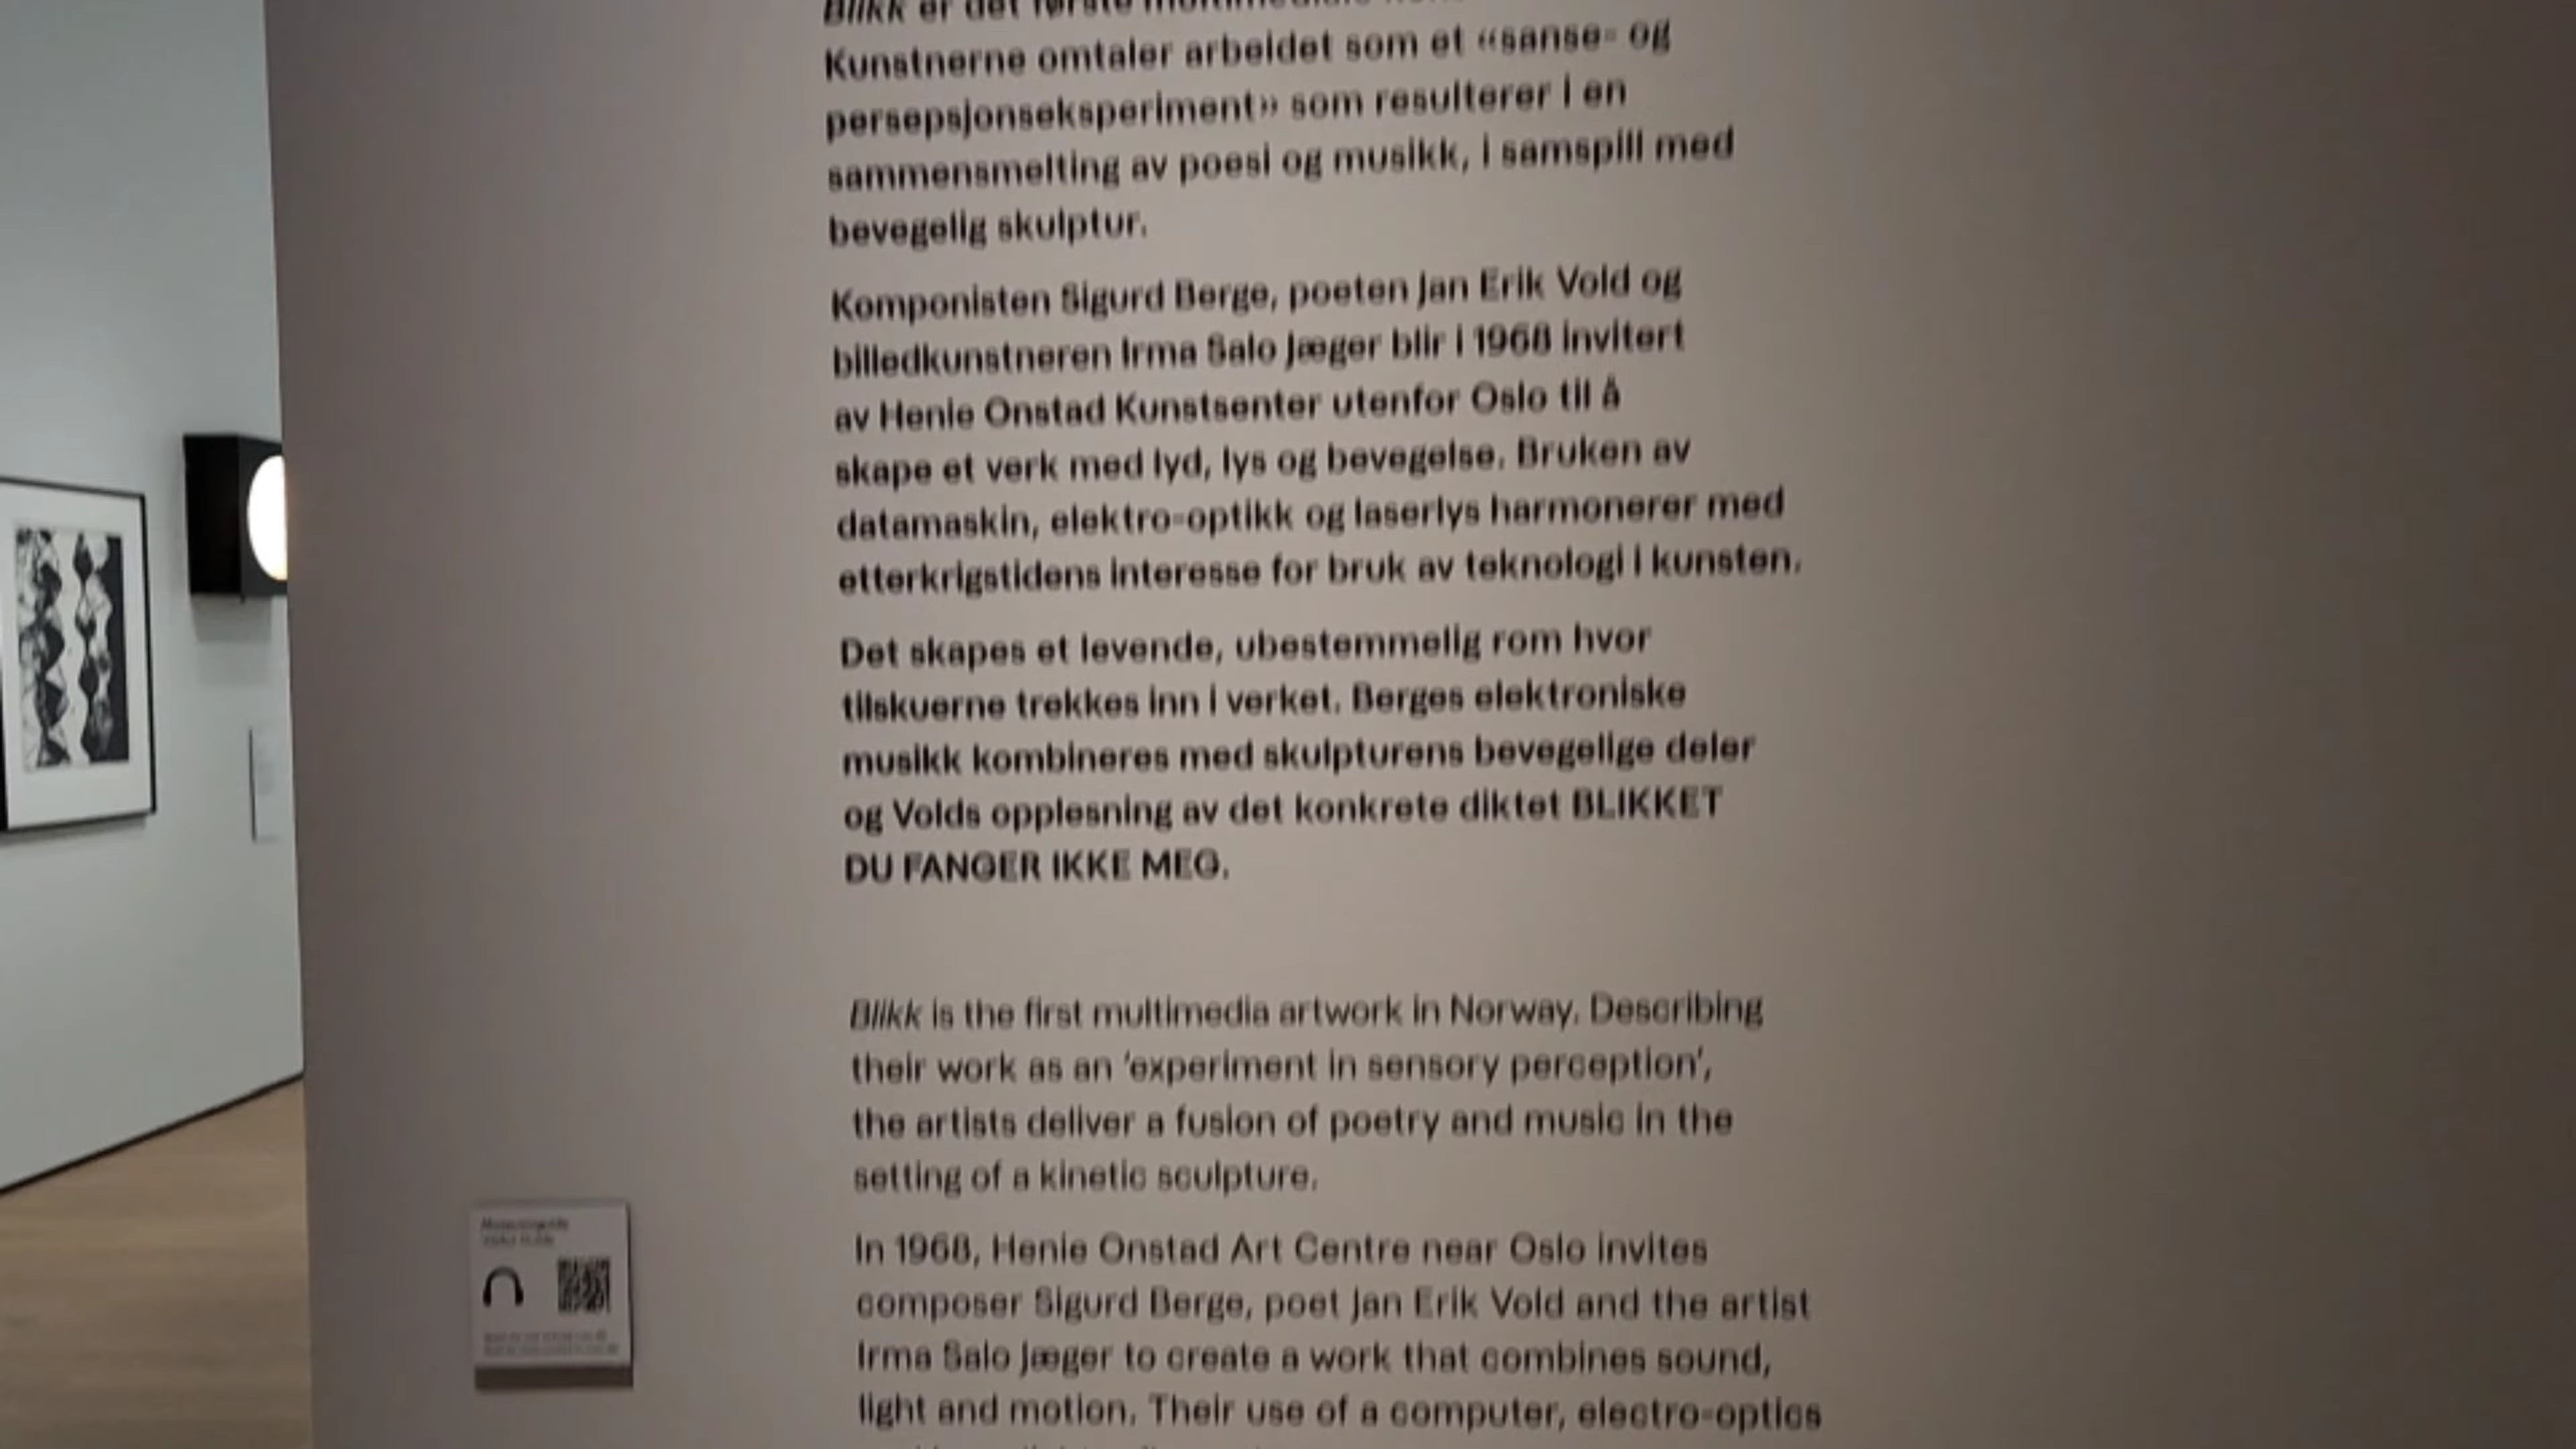 Blikk er det første
Kunstnerne omtaler arbeidet som et «sanse- og
persepsjonseksperiment» som resulterer i en
sammensmelting av poesi og musikk, i samspill med
bevegelig skulptur.
Komponisten Sigurd Berge, poeten Jan Erik Vold og
billedkunstneren Irma Salo Jæger blir i 1968 invitert
av Henie Onstad Kunstsenter utenfor Oslo til å
skape et verk med lyd, lys og bevegelse. Bruken av
datamaskin, elektro-optikk og laserlys harmonerer med
etterkrigstidens interesse for bruk av teknologi i kunsten.
Det skapes et levende, ubestemmelig rom hvor
tilskuerne trekkes inn i verket. Berges elektroniske
musikk kombineres med skulpturens bevegelige deler
og Volds opplesning av det konkrete diktet BLIKKET
DU FANGER IKKE MEG.
Blikk is the first multimedia artwork in Norway. Describing
their work as an ‘experiment in sensory perception’,
the artists deliver a fusion of poetry and music in the
setting of a kinetic sculpture.
In 1968, Henie Onstad Art Centre near Oslo invites
composer Sigurd Berge, poet Jan Erik Vold and the artist
Irma Salo Jæger to create a work that combines sound,
light and motion. Their use of a computer, electro-optics